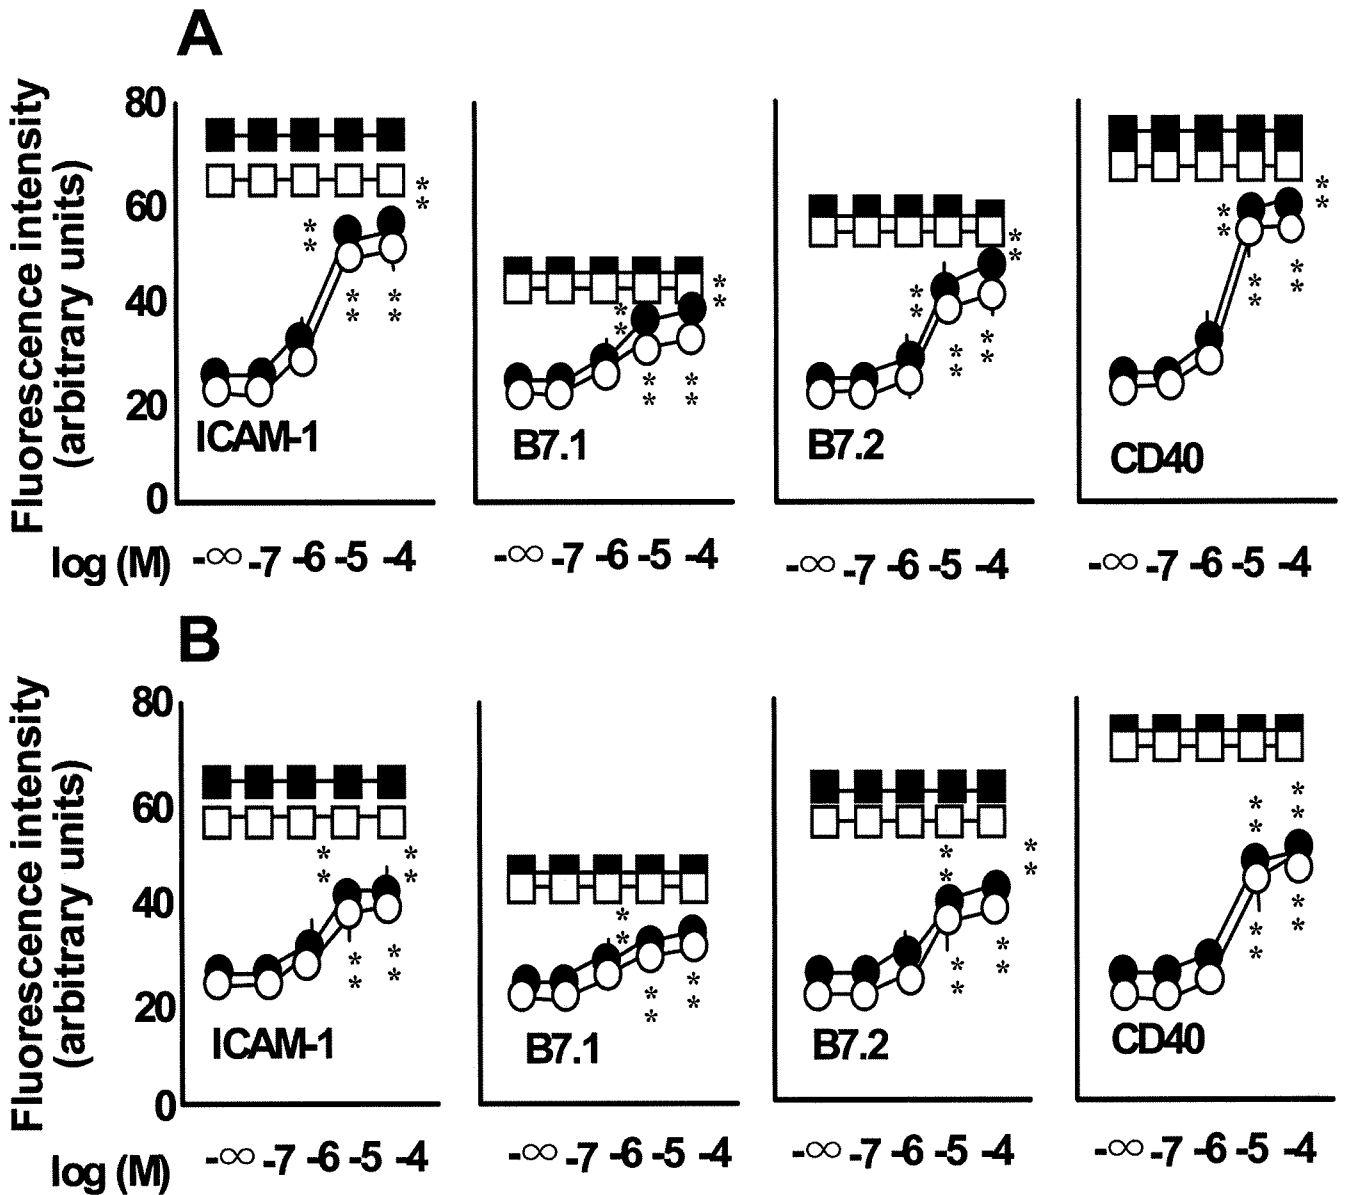 A
Fluorescence intensity
(arbitrary units)
80
60
40
20
0
* *
* *
* *
* *
ICAM-1
* *
* *
* *
* *
B7.1
* *
* *
* *
* *
B7.2
* *
* *
* *
* *
CD40
log (M) -∞ -7 -6 -5 -4
-∞ -7 -6 -5 -4
-∞ -7 -6 -5 -4
-∞ -7 -6 -5 -4
B
Fluorescence intensity
(arbitrary units)
80
60
40
20
0
* *
* *
* *
* *
ICAM-1
* *
* *
* *
B7.1
* *
* *
* *
* *
B7.2
* *
* *
* *
* *
CD40
log (M) -∞ -7 -6 -5 -4
-∞ -7 -6 -5 -4
-∞ -7 -6 -5 -4
-∞ -7 -6 -5 -4